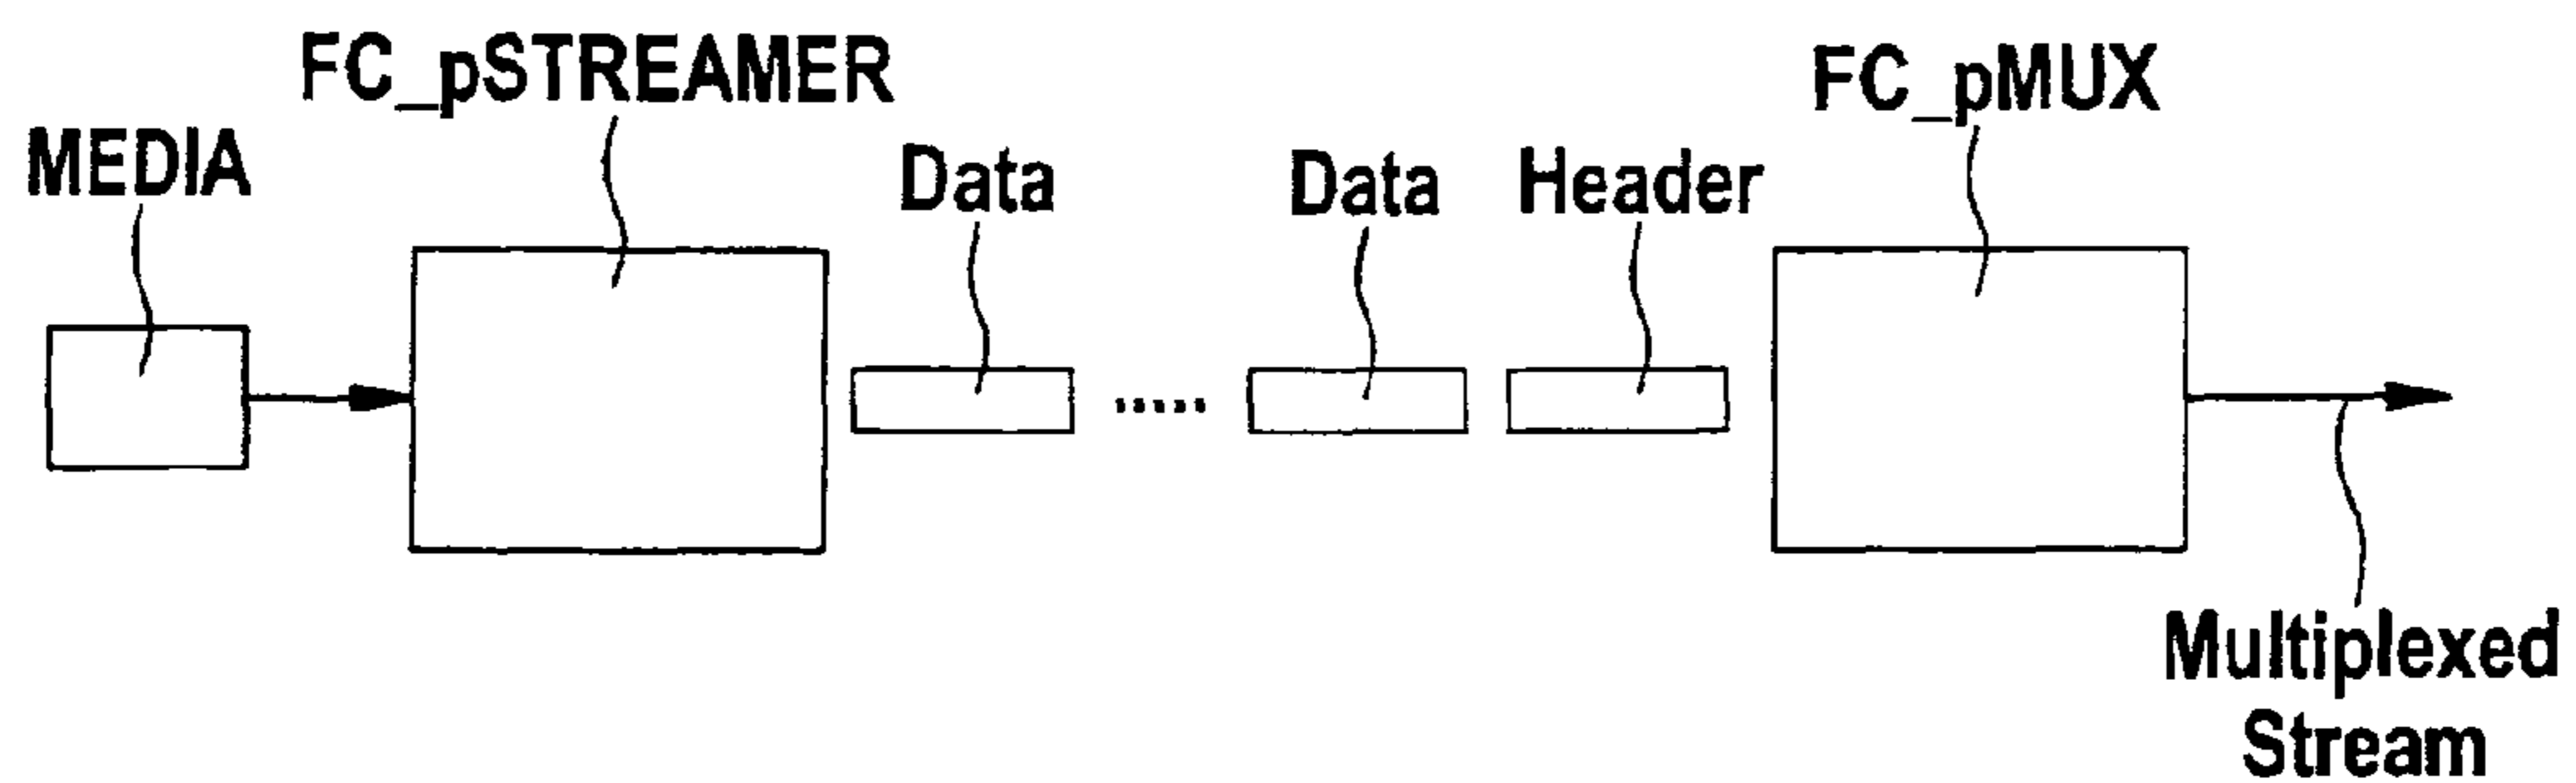 MEDIA
FC_pSTREAMER
Data
Data
Header
FC_pMUX
Multiplexed
Stream